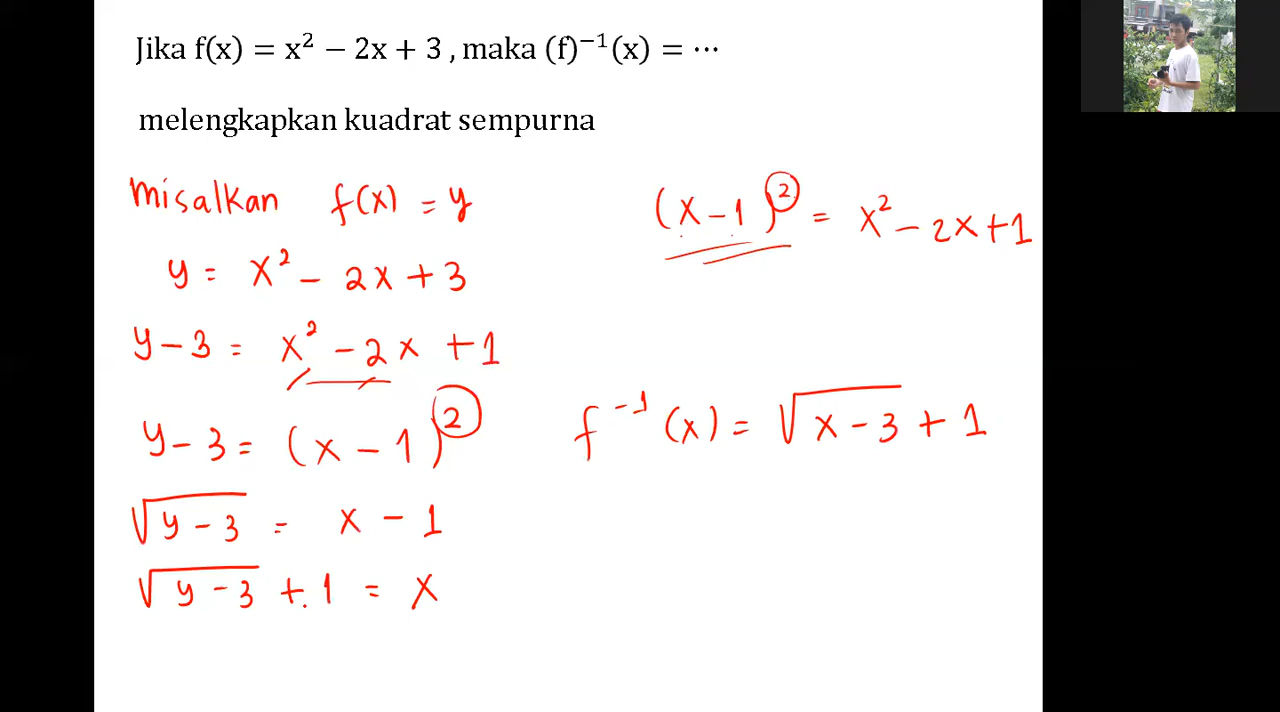 Jika f(x) = x² − 2x + 3 , maka (f)⁻¹(x) = ⋯
melengkapkan kuadrat sempurna
Misalkan f(x) = y
y = x² − 2x + 3
y − 3 = x² − 2x + 1
y − 3 = (x − 1)²
√(y − 3) = x − 1
√(y − 3) + 1 = x
(x − 1)² = x² − 2x + 1
f⁻¹(x) = √(x − 3) + 1